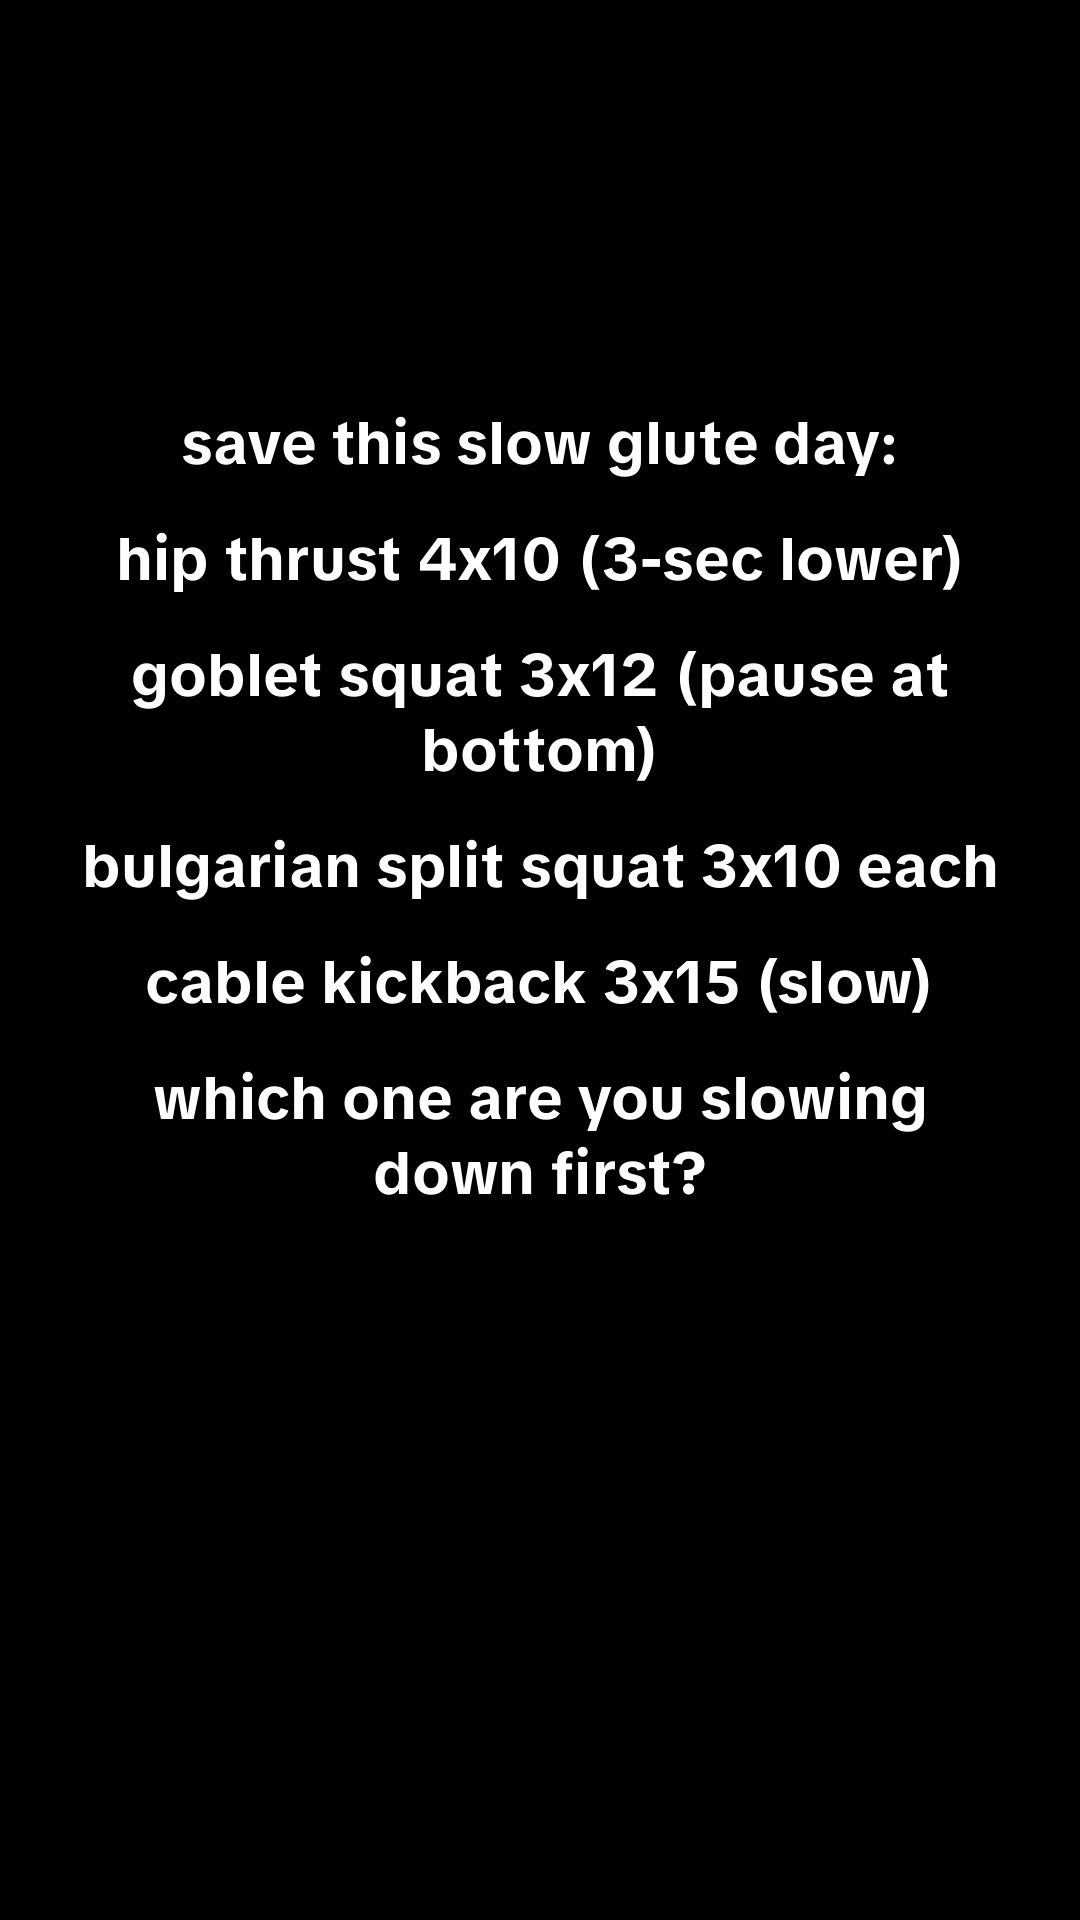 save this slow glute day:
hip thrust 4x10 (3-sec lower)
goblet squat 3x12 (pause at
bottom)
bulgarian split squat 3x10 each
cable kickback 3x15 (slow)
which one are you slowing
down first?